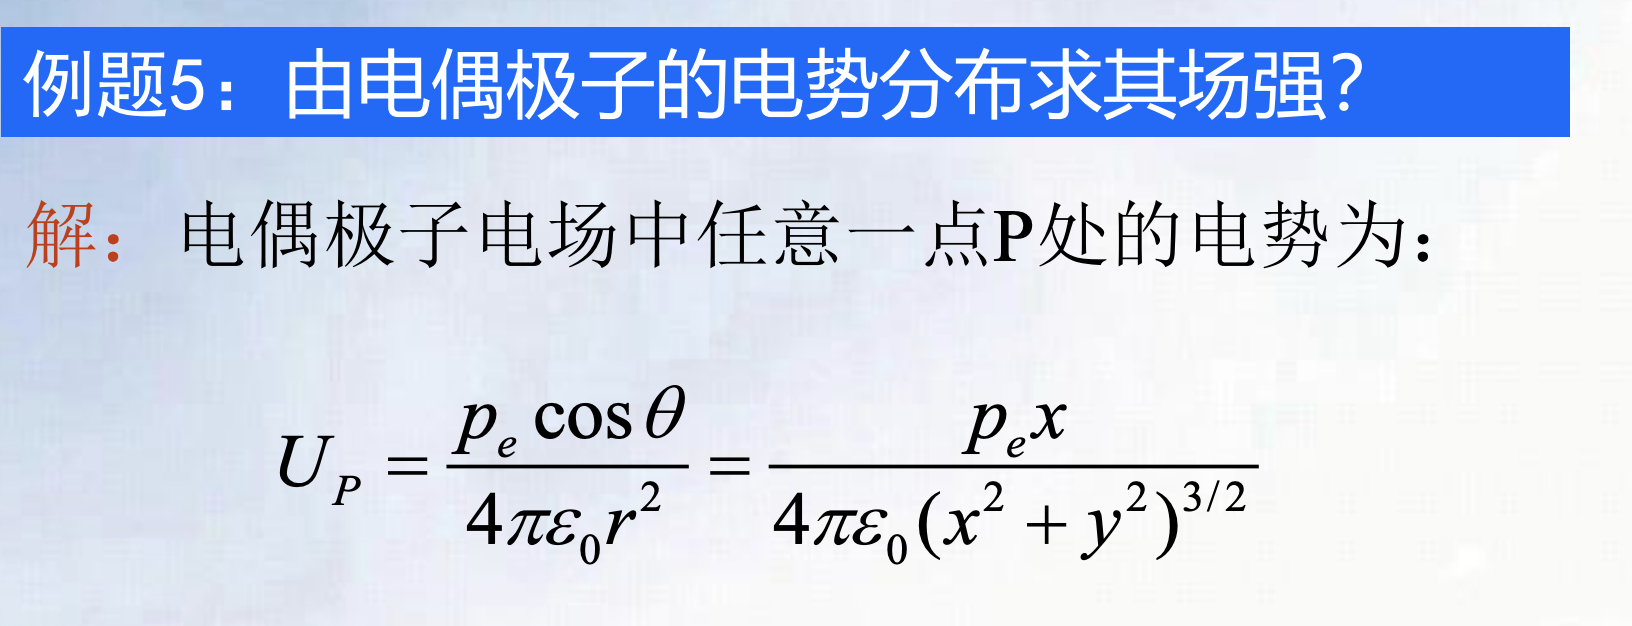 例题5：由电偶极子的电势分布求其场强？
解：电偶极子电场中任意一点P处的电势为：
U_P = \frac{p_e \cos\theta}{4\pi\varepsilon_0 r^2} = \frac{p_e x}{4\pi\varepsilon_0 (x^2 + y^2)^{3/2}}